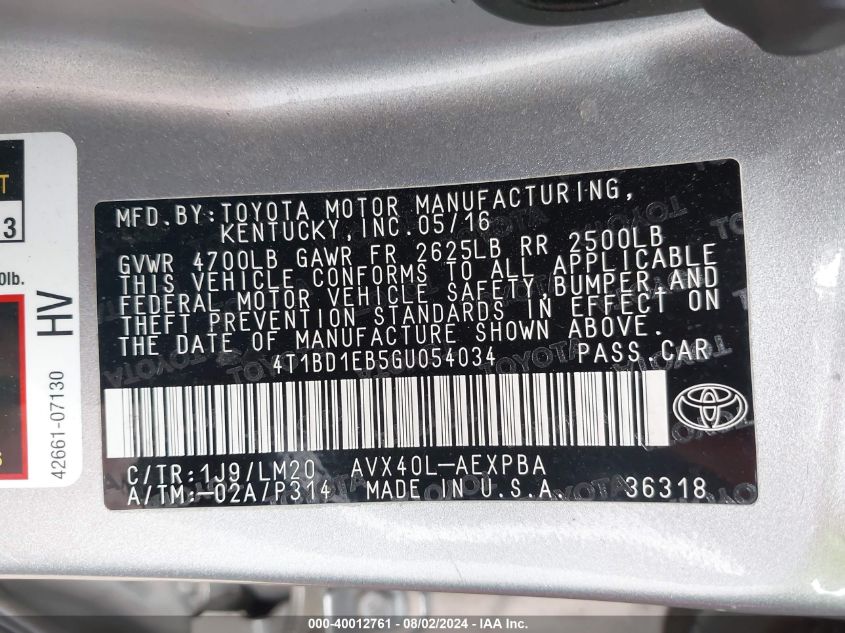 T
3
0lb.
HV
42661-07130
S
MFD. BY: TOYOTA MOTOR MANUFACTURING,
KENTUCKY, INC. 05/16
GVWR 4700LB GAWR FR 2625LB RR 2500LB
THIS VEHICLE CONFORMS TO ALL APPLICABLE
FEDERAL MOTOR VEHICLE SAFETY, BUMPER, AND
THEFT PREVENTION STANDARDS IN EFFECT ON
THE DATE OF MANUFACTURE SHOWN ABOVE.
4T1BD1EB5GU054034 PASS CAR
C/TR: 1J9/LM20 AVX40L-AEXPBA
A/TM: -02A/P314 MADE IN U.S.A. 36318
000-40012761 - 08/02/2024 - IAA Inc.